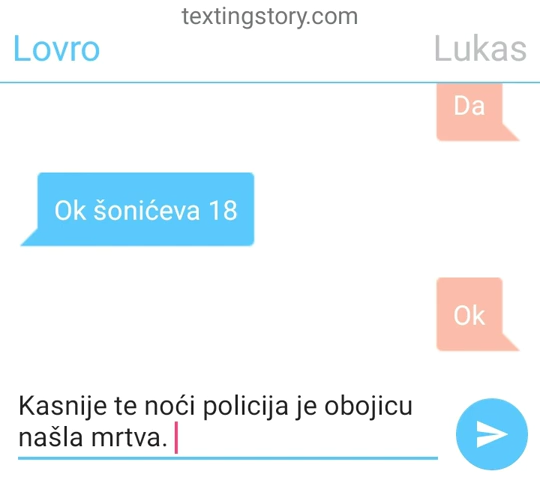 textingstory.com
Lovro
Lukas
Da
Ok šonićeva 18
Ok
Kasnije te noći policija je obojicu
našla mrtva.